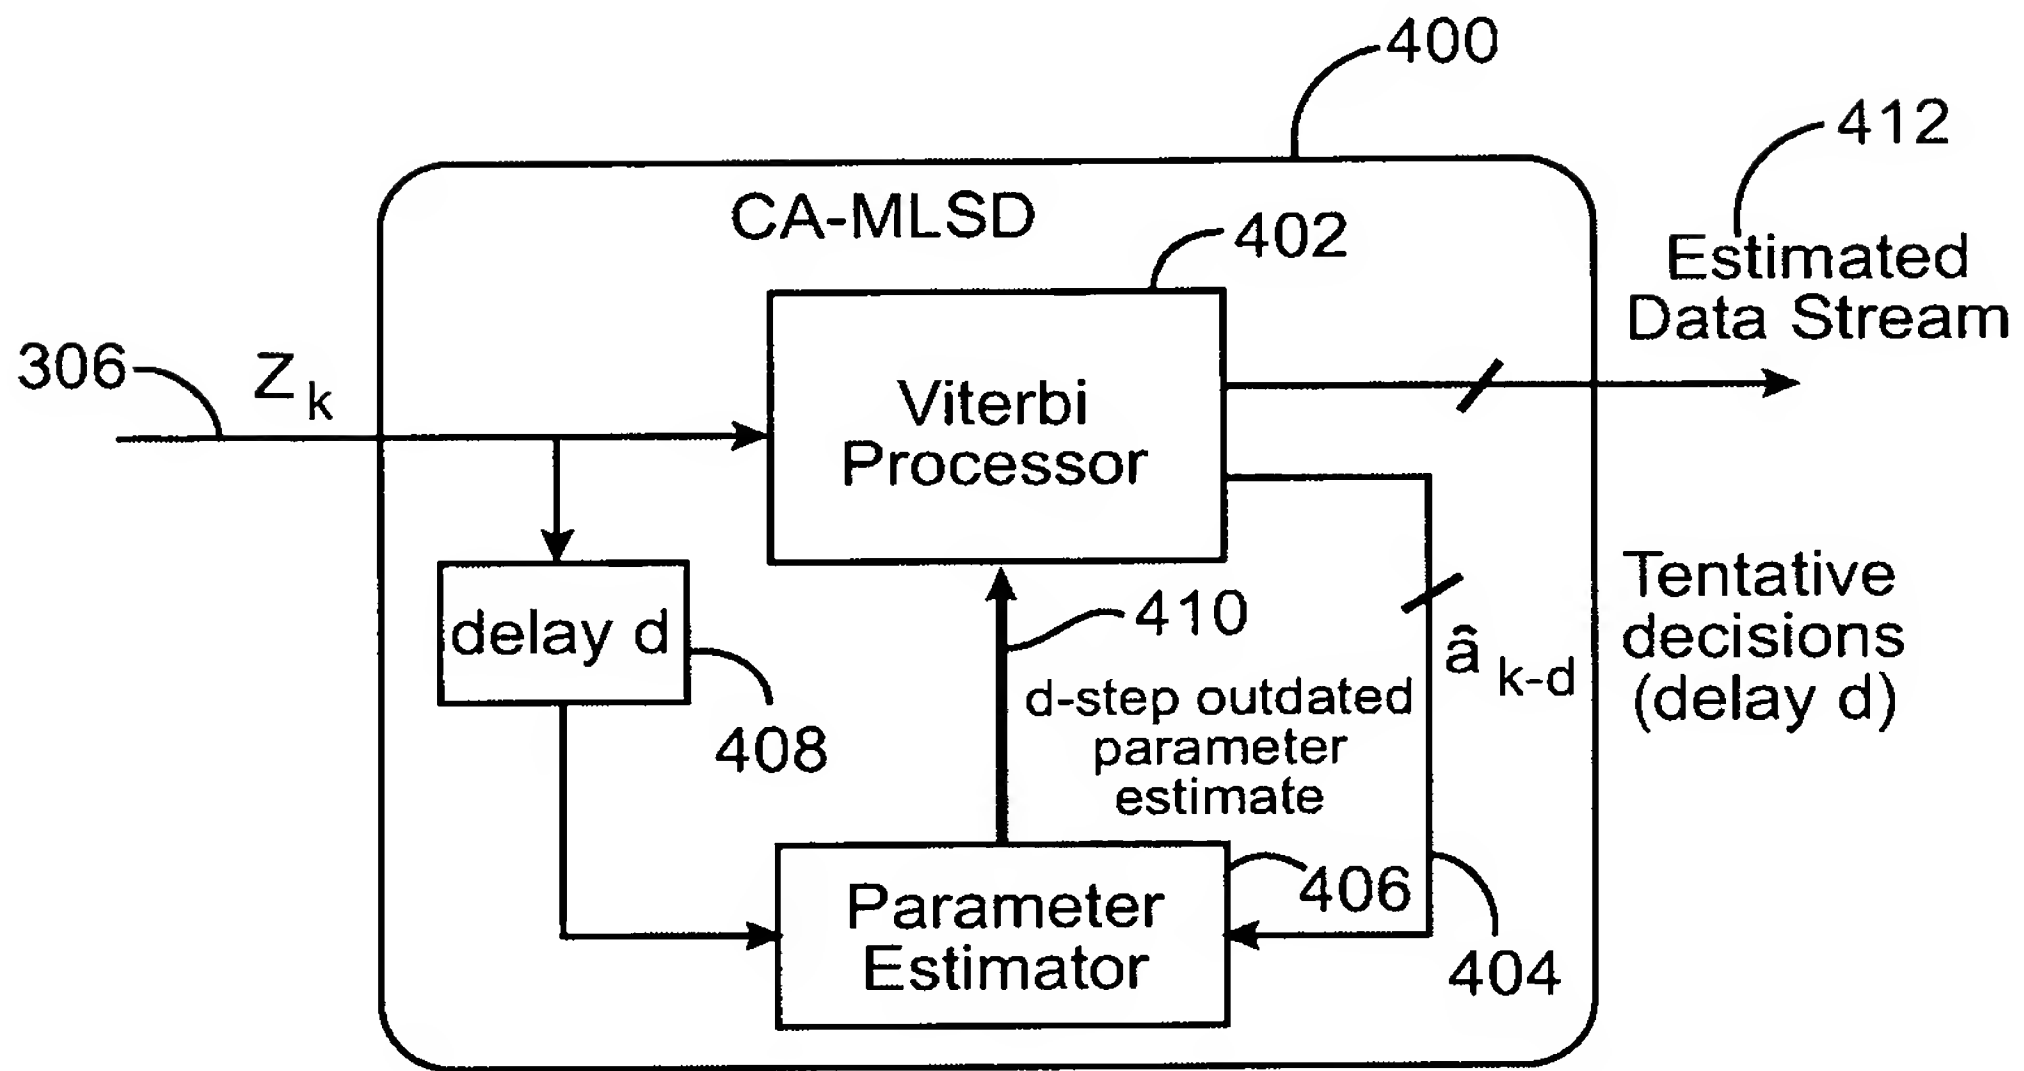 400
412
CA-MLSD
402
Estimated
Data Stream
306
Z k
Viterbi
Processor
Tentative
decisions
(delay d)
delay d
410
â k-d
d-step outdated
parameter
estimate
408
406
Parameter
Estimator
404